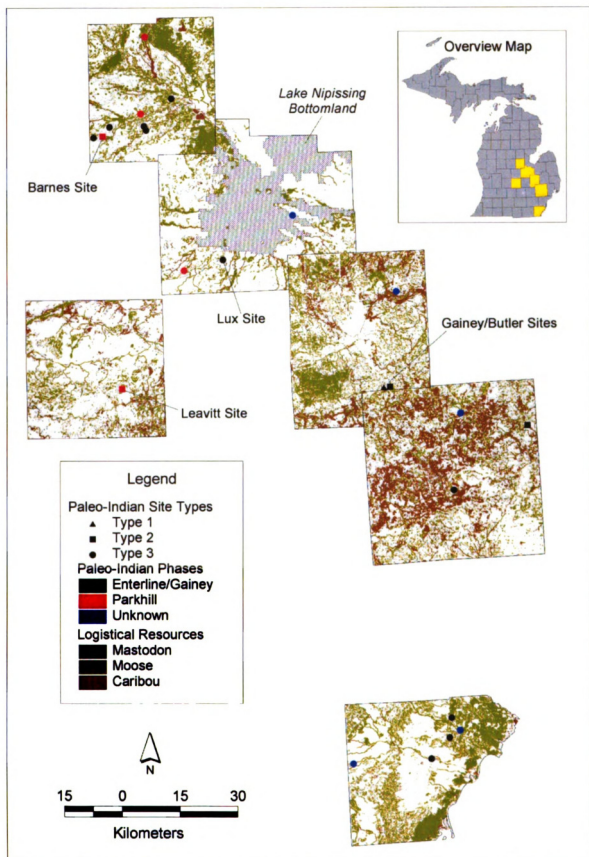 Overview Map
Lake Nipissing
Bottomland
Barnes Site
Lux Site
Gainey/Butler Sites
Leavitt Site
Legend
Paleo-Indian Site Types
Type 1
Type 2
Type 3
Paleo-Indian Phases
Enterline/Gainey
Parkhill
Unknown
Logistical Resources
Mastodon
Moose
Caribou
N
15 0 15 30
Kilometers